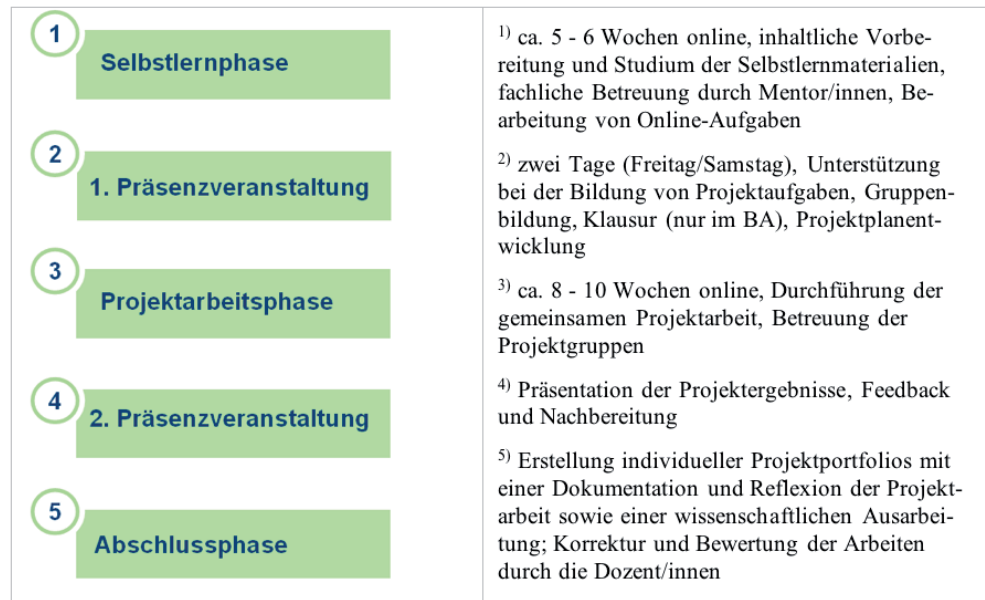 1
Selbstlernphase
2
1. Präsenzveranstaltung
3
Projektarbeitsphase
4
2. Präsenzveranstaltung
5
Abschlussphase
1) ca. 5 - 6 Wochen online, inhaltliche Vorbe-
reitung und Studium der Selbstlernmaterialien,
fachliche Betreuung durch Mentor/innen, Be-
arbeitung von Online-Aufgaben
2) zwei Tage (Freitag/Samstag), Unterstützung
bei der Bildung von Projektaufgaben, Gruppen-
bildung, Klausur (nur im BA), Projektplanent-
wicklung
3) ca. 8 - 10 Wochen online, Durchführung der
gemeinsamen Projektarbeit, Betreuung der
Projektgruppen
4) Präsentation der Projektergebnisse, Feedback
und Nachbereitung
5) Erstellung individueller Projektportfolios mit
einer Dokumentation und Reflexion der Projekt-
arbeit sowie einer wissenschaftlichen Ausarbei-
tung; Korrektur und Bewertung der Arbeiten
durch die Dozent/innen